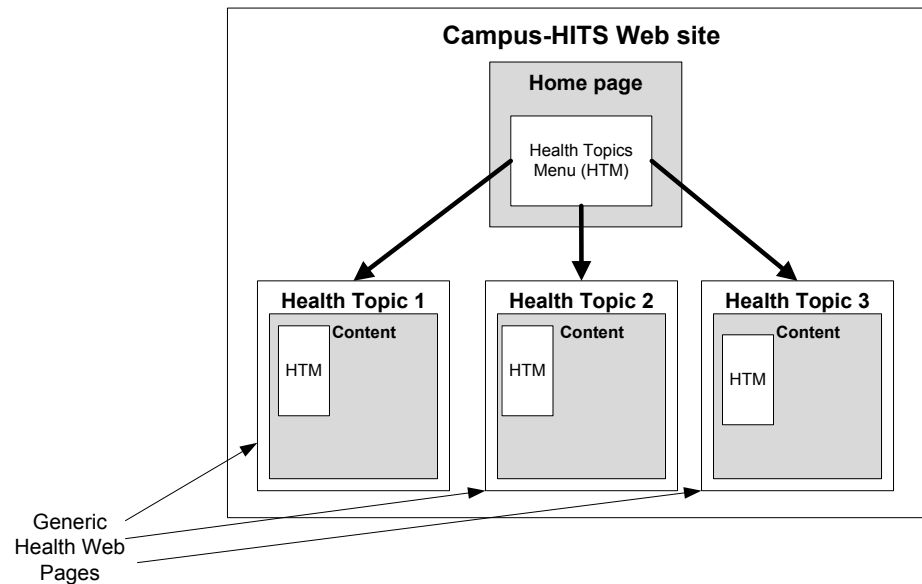 Campus-HITS Web site
Home page
Health Topics
Menu (HTM)
Health Topic 1
Content
HTM
Health Topic 2
Content
HTM
Health Topic 3
Content
HTM
Generic
Health Web
Pages